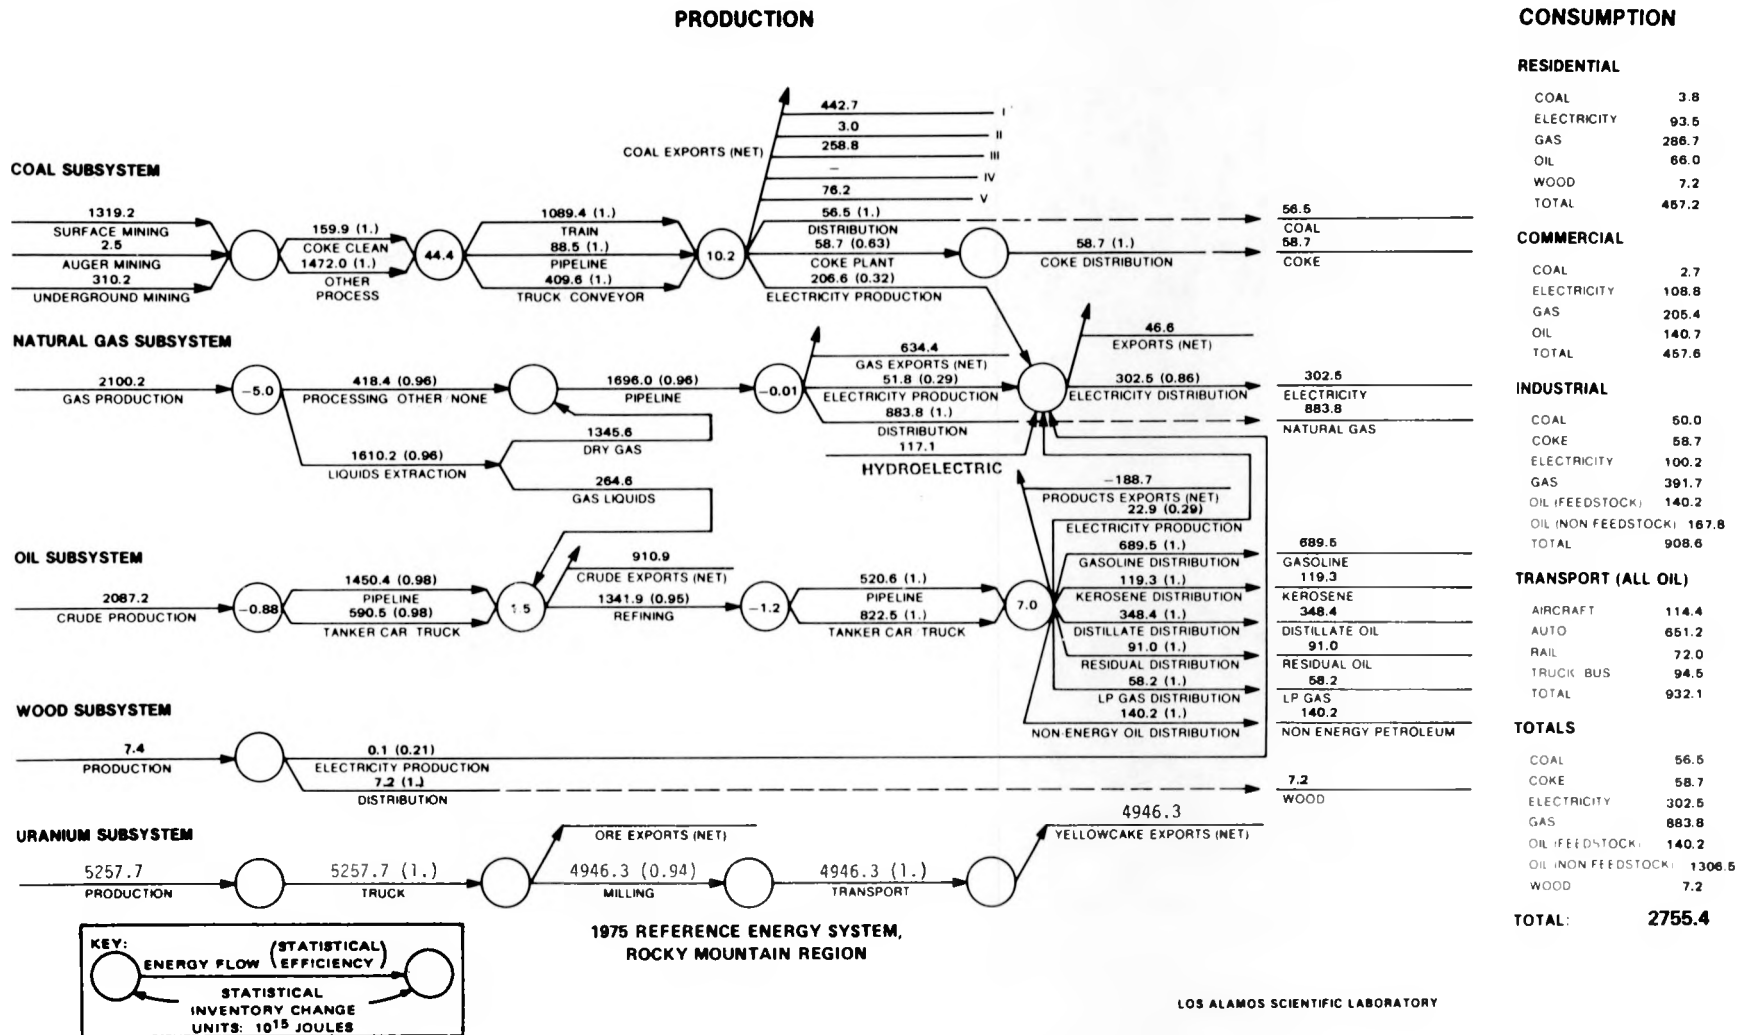 PRODUCTION
COAL SUBSYSTEM
1319.2
SURFACE MINING
2.5
AUGER MINING
310.2
UNDERGROUND MINING
159.9 (1.)
COKE CLEAN
1472.0 (1.)
OTHER
PROCESS
44.4
1089.4 (1.)
TRAIN
88.5 (1.)
PIPELINE
409.6 (1.)
TRUCK CONVEYOR
10.2
COAL EXPORTS (NET)
442.7
I
3.0
II
258.8
III
–
IV
76.2
V
56.5 (1.)
DISTRIBUTION
58.7 (0.63)
COKE PLANT
206.6 (0.32)
ELECTRICITY PRODUCTION
58.7 (1.)
COKE DISTRIBUTION
56.5
COAL
58.7
COKE
NATURAL GAS SUBSYSTEM
2100.2
GAS PRODUCTION
–5.0
418.4 (0.96)
PROCESSING OTHER NONE
1610.2 (0.96)
LIQUIDS EXTRACTION
1696.0 (0.96)
PIPELINE
1345.6
DRY GAS
264.6
GAS LIQUIDS
–0.01
634.4
GAS EXPORTS (NET)
51.8 (0.29)
ELECTRICITY PRODUCTION
883.8 (1.)
DISTRIBUTION
117.1
HYDROELECTRIC
46.6
EXPORTS (NET)
302.5 (0.86)
ELECTRICITY DISTRIBUTION
302.5
ELECTRICITY
883.8
NATURAL GAS
OIL SUBSYSTEM
2087.2
CRUDE PRODUCTION
–0.88
1450.4 (0.98)
PIPELINE
590.5 (0.98)
TANKER CAR TRUCK
1.5
910.9
CRUDE EXPORTS (NET)
1341.9 (0.95)
REFINING
–1.2
520.6 (1.)
PIPELINE
822.5 (1.)
TANKER CAR TRUCK
7.0
–188.7
PRODUCTS EXPORTS (NET)
22.9 (0.29)
ELECTRICITY PRODUCTION
689.5 (1.)
GASOLINE DISTRIBUTION
119.3 (1.)
KEROSENE DISTRIBUTION
348.4 (1.)
DISTILLATE DISTRIBUTION
91.0 (1.)
RESIDUAL DISTRIBUTION
58.2 (1.)
LP GAS DISTRIBUTION
140.2 (1.)
NON-ENERGY OIL DISTRIBUTION
689.5
GASOLINE
119.3
KEROSENE
348.4
DISTILLATE OIL
91.0
RESIDUAL OIL
58.2
LP GAS
140.2
NON ENERGY PETROLEUM
WOOD SUBSYSTEM
7.4
PRODUCTION
0.1 (0.21)
ELECTRICITY PRODUCTION
7.2 (1.)
DISTRIBUTION
7.2
WOOD
URANIUM SUBSYSTEM
5257.7
PRODUCTION
5257.7 (1.)
TRUCK
ORE EXPORTS (NET)
4946.3 (0.94)
MILLING
4946.3 (1.)
TRANSPORT
4946.3
YELLOWCAKE EXPORTS (NET)
KEY:
ENERGY FLOW (STATISTICAL EFFICIENCY)
STATISTICAL
INVENTORY CHANGE
UNITS: 10¹⁵ JOULES
1975 REFERENCE ENERGY SYSTEM,
ROCKY MOUNTAIN REGION
LOS ALAMOS SCIENTIFIC LABORATORY
CONSUMPTION
RESIDENTIAL
COAL 3.8
ELECTRICITY 93.5
GAS 286.7
OIL 66.0
WOOD 7.2
TOTAL 457.2
COMMERCIAL
COAL 2.7
ELECTRICITY 108.8
GAS 205.4
OIL 140.7
TOTAL 457.6
INDUSTRIAL
COAL 50.0
COKE 58.7
ELECTRICITY 100.2
GAS 391.7
OIL (FEEDSTOCK) 140.2
OIL (NON FEEDSTOCK) 167.8
TOTAL 908.6
TRANSPORT (ALL OIL)
AIRCRAFT 114.4
AUTO 651.2
RAIL 72.0
TRUCK BUS 94.5
TOTAL 932.1
TOTALS
COAL 56.5
COKE 58.7
ELECTRICITY 302.5
GAS 883.8
OIL (FEEDSTOCK) 140.2
OIL (NON FEEDSTOCK) 1306.5
WOOD 7.2
TOTAL: 2755.4